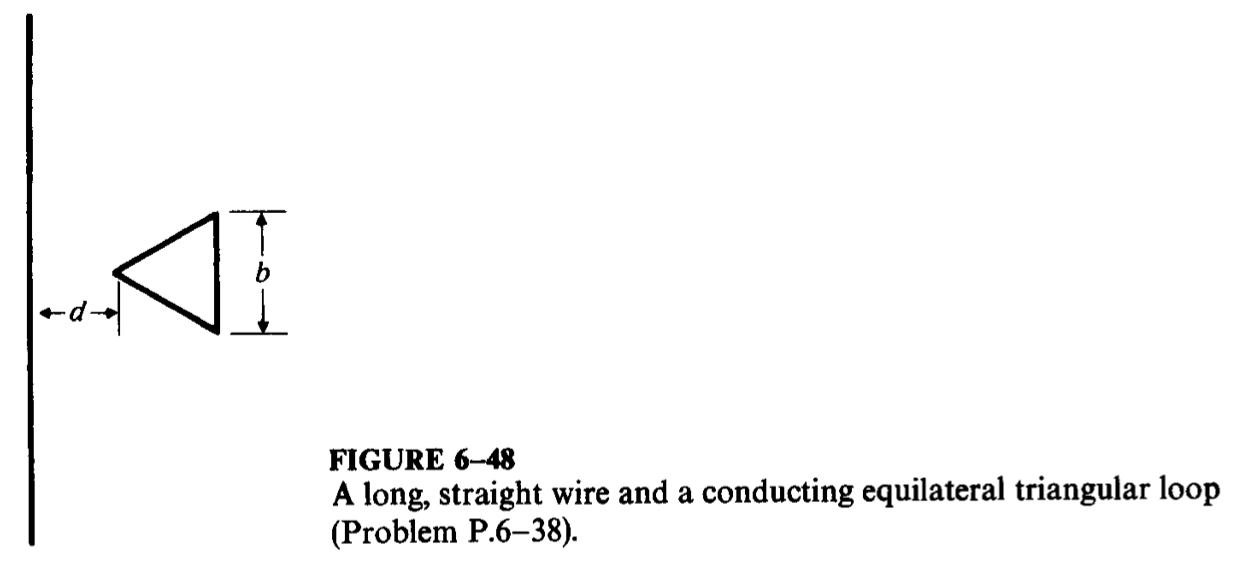 b
d
FIGURE 6–48
A long, straight wire and a conducting equilateral triangular loop
(Problem P.6–38).